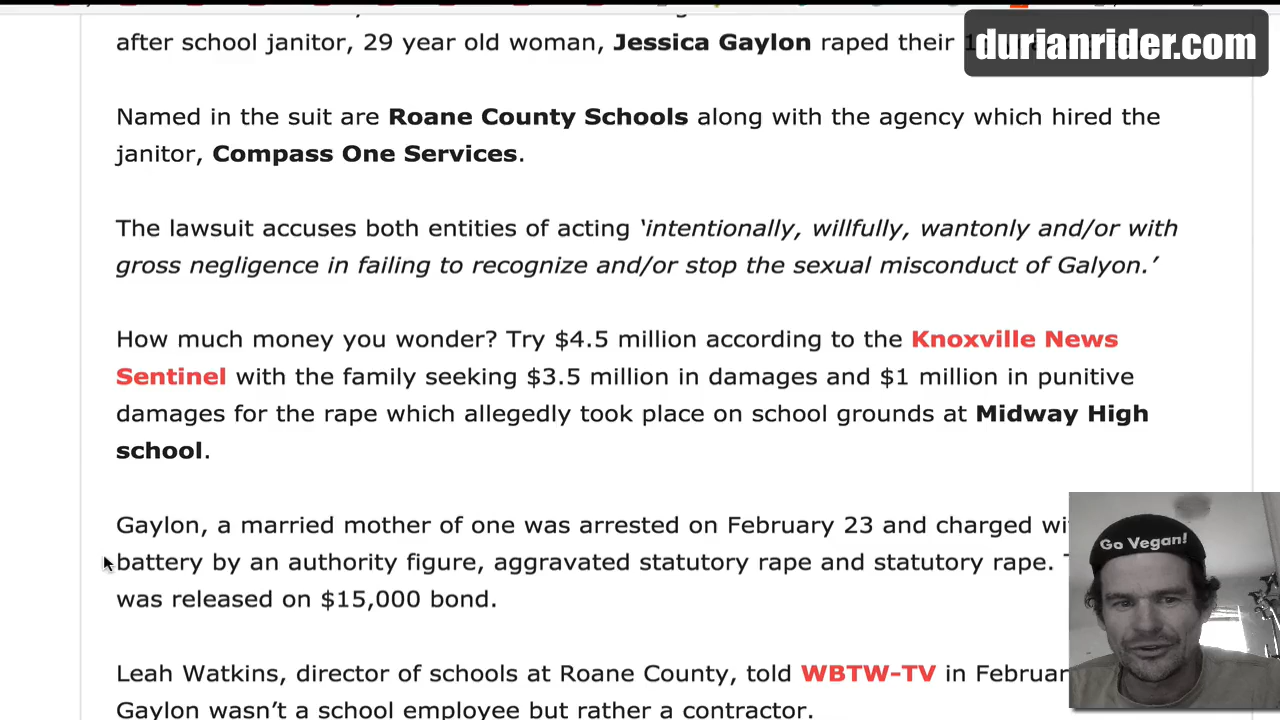 after school janitor, 29 year old woman, Jessica Gaylon raped their
durianrider.com
Named in the suit are Roane County Schools along with the agency which hired the
janitor, Compass One Services.
The lawsuit accuses both entities of acting ‘intentionally, willfully, wantonly and/or with
gross negligence in failing to recognize and/or stop the sexual misconduct of Galyon.’
How much money you wonder? Try $4.5 million according to the Knoxville News
Sentinel with the family seeking $3.5 million in damages and $1 million in punitive
damages for the rape which allegedly took place on school grounds at Midway High
school.
Gaylon, a married mother of one was arrested on February 23 and charged
battery by an authority figure, aggravated statutory rape and statutory rape.
was released on $15,000 bond.
Leah Watkins, director of schools at Roane County, told WBTW-TV in
Gaylon wasn’t a school employee but rather a contractor.
Go Vegan!